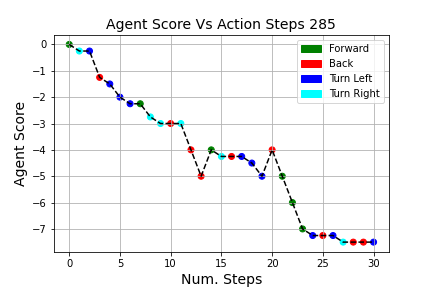 Agent Score Vs Action Steps 285
Forward
Back
Turn Left
Turn Right
Agent Score
0
−1
−2
−3
−4
−5
−6
−7
0 5 10 15 20 25 30
Num. Steps